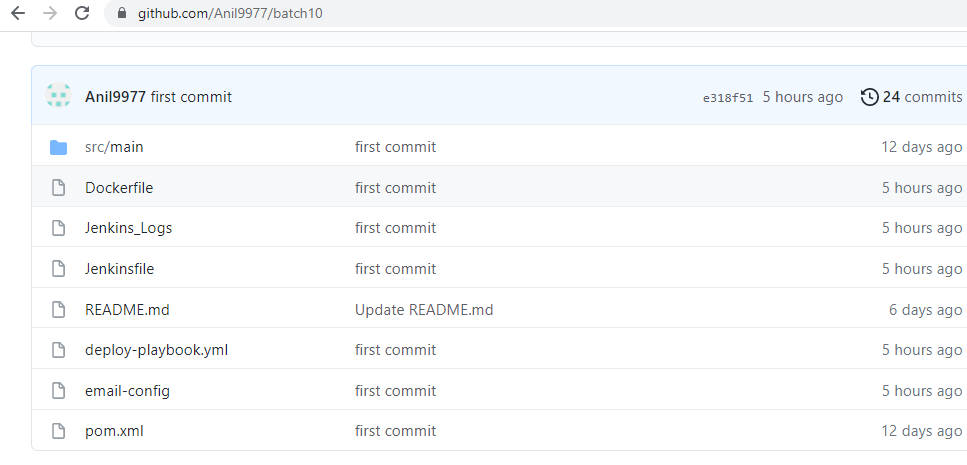 github.com/Anil9977/batch10
Anil9977 first commit e318f51 5 hours ago 24 commits
src/main first commit 12 days ago
Dockerfile first commit 5 hours ago
Jenkins_Logs first commit 5 hours ago
Jenkinsfile first commit 5 hours ago
README.md Update README.md 6 days ago
deploy-playbook.yml first commit 5 hours ago
email-config first commit 5 hours ago
pom.xml first commit 12 days ago